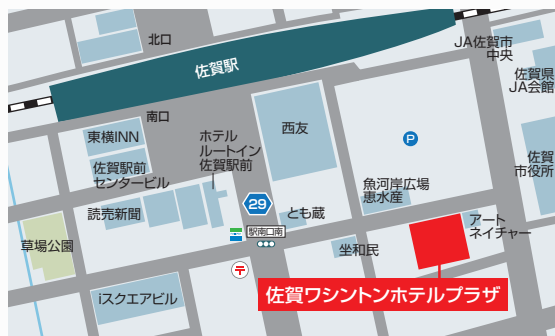 北口
佐賀駅
JA佐賀市
中央
佐賀県
JA会館
南口
東横INN
ホテル
ルートイン
佐賀駅前
西友
P
佐賀駅前
センタービル
佐賀
市役所
魚河岸広場
恵水産
29
読売新聞
とも蔵
アート
ネイチャー
駅南口南
草場公園
坐和民
iスクエアビル
佐賀ワシントンホテルプラザ